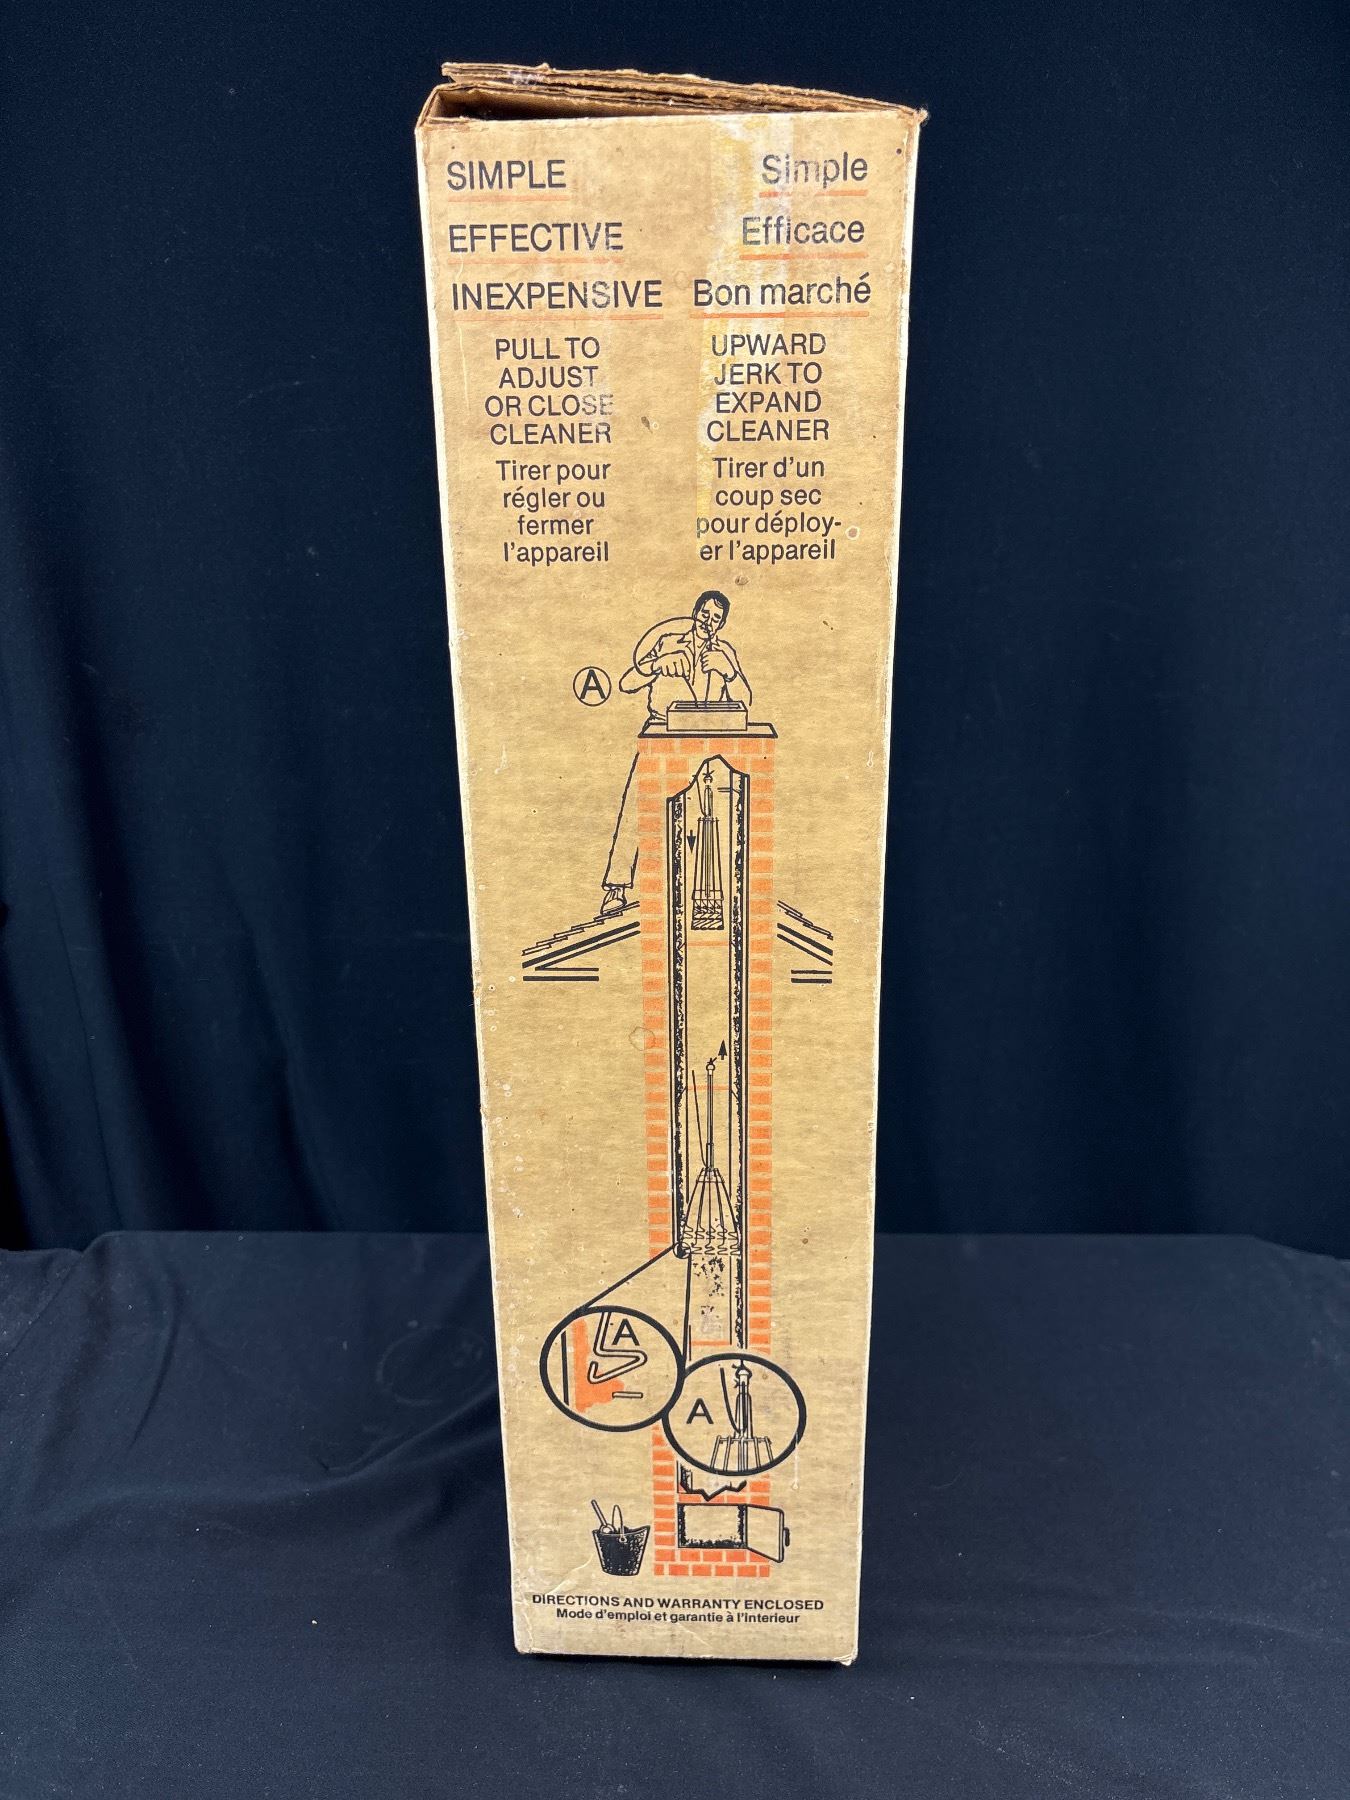 SIMPLE Simple
EFFECTIVE Efficace
INEXPENSIVE Bon marché
PULL TO
ADJUST
OR CLOSE
CLEANER
Tirer pour
régler ou
fermer
l'appareil
UPWARD
JERK TO
EXPAND
CLEANER
Tirer d'un
coup sec
pour déploy-
er l'appareil
A
A
A
DIRECTIONS AND WARRANTY ENCLOSED
Mode d'emploi et garantie à l'interieur